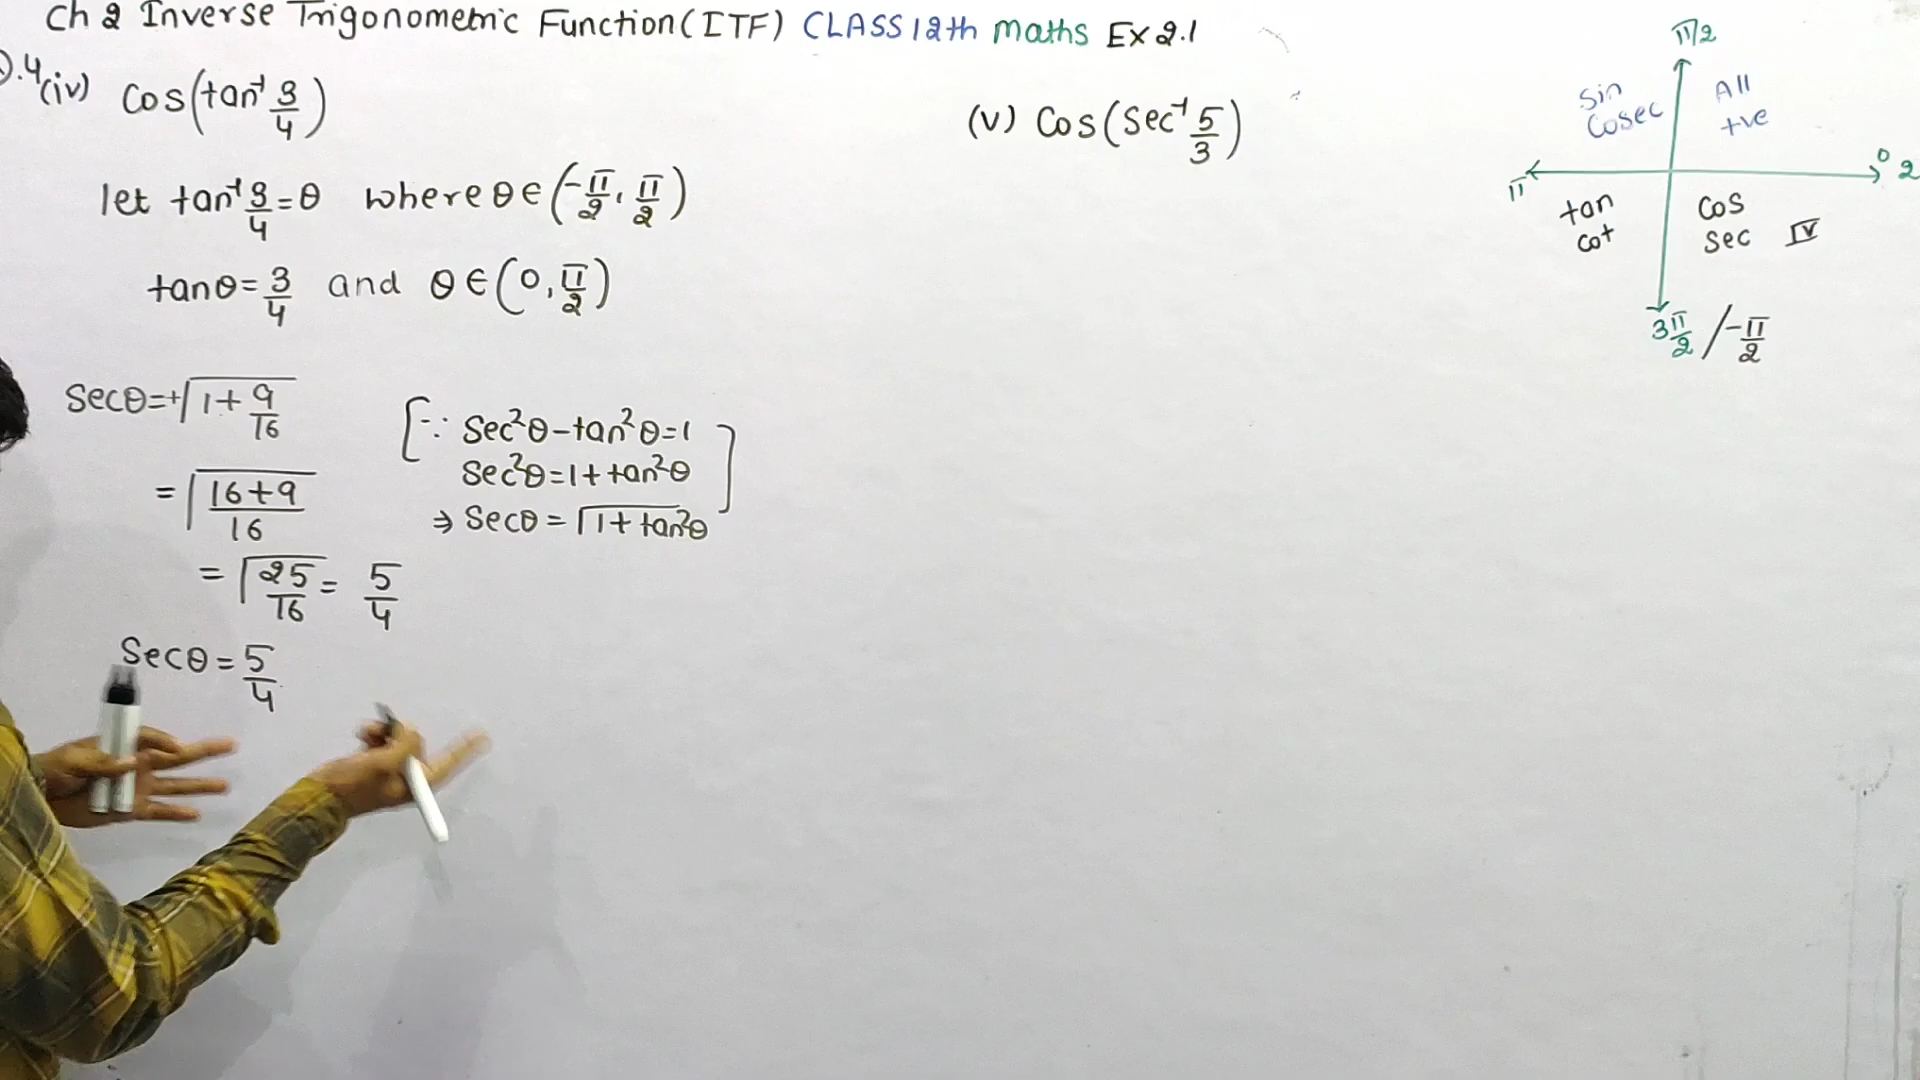 Ch 2 Inverse Trigonometric Function (ITF) CLASS 12th Maths Ex 2.1
Q.4 (iv) Cos(tan⁻¹ 3/4)
let tan⁻¹ 3/4 = θ where θ ∈ (-π/2, π/2)
tanθ = 3/4 and θ ∈ (0, π/2)
Secθ = +√(1 + 9/16)
= √((16+9)/16)
= √(25/16) = 5/4
Secθ = 5/4
[∵ Sec²θ - tan²θ = 1
Sec²θ = 1 + tan²θ
⇒ Secθ = √(1 + tan²θ) ]
(V) Cos(Sec⁻¹ 5/3)
π/2
Sin
Cosec
All
+ve
π
0
2
tan
cot
Cos
Sec
IV
3π/2 / -π/2